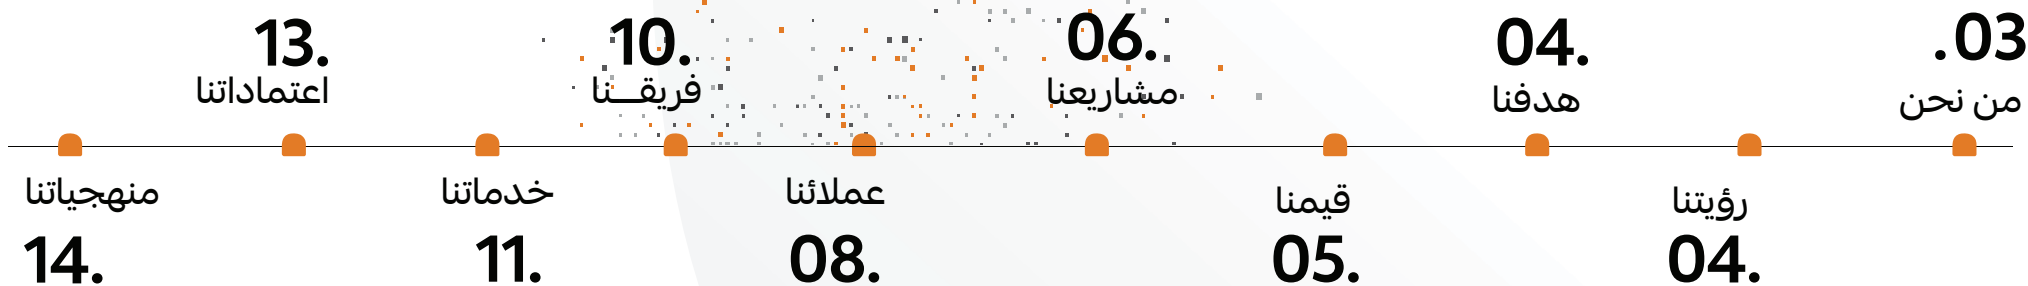 .03
من نحن
رؤيتنا
04.
04.
هدفنا
قيمنا
05.
06.
مشاريعنا
عملائنا
08.
10.
فريقـــنا
خدماتنا
11.
13.
اعتماداتنا
منهجياتنا
14.